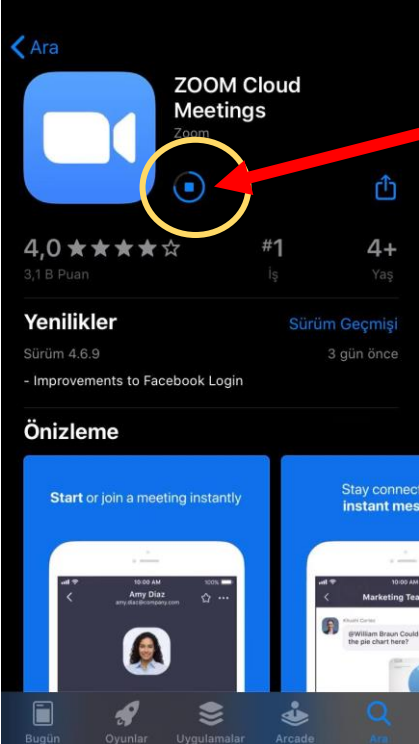 Ara
ZOOM Cloud
Meetings
Zoom
4,0 ★★★★☆ #1 4+
3,1 B Puan İş Yaş
Yenilikler Sürüm Geçmişi
Sürüm 4.6.9 3 gün önce
- Improvements to Facebook Login
Önizleme
Start or join a meeting instantly
Stay connect
instant mes
10:00 AM 100%
Amy Diaz
amy.diaz@company.com
10:00 AM
Marketing Tea
@William Braun Could
the pie chart here?
Bugün Oyunlar Uygulamalar Arcade Ara